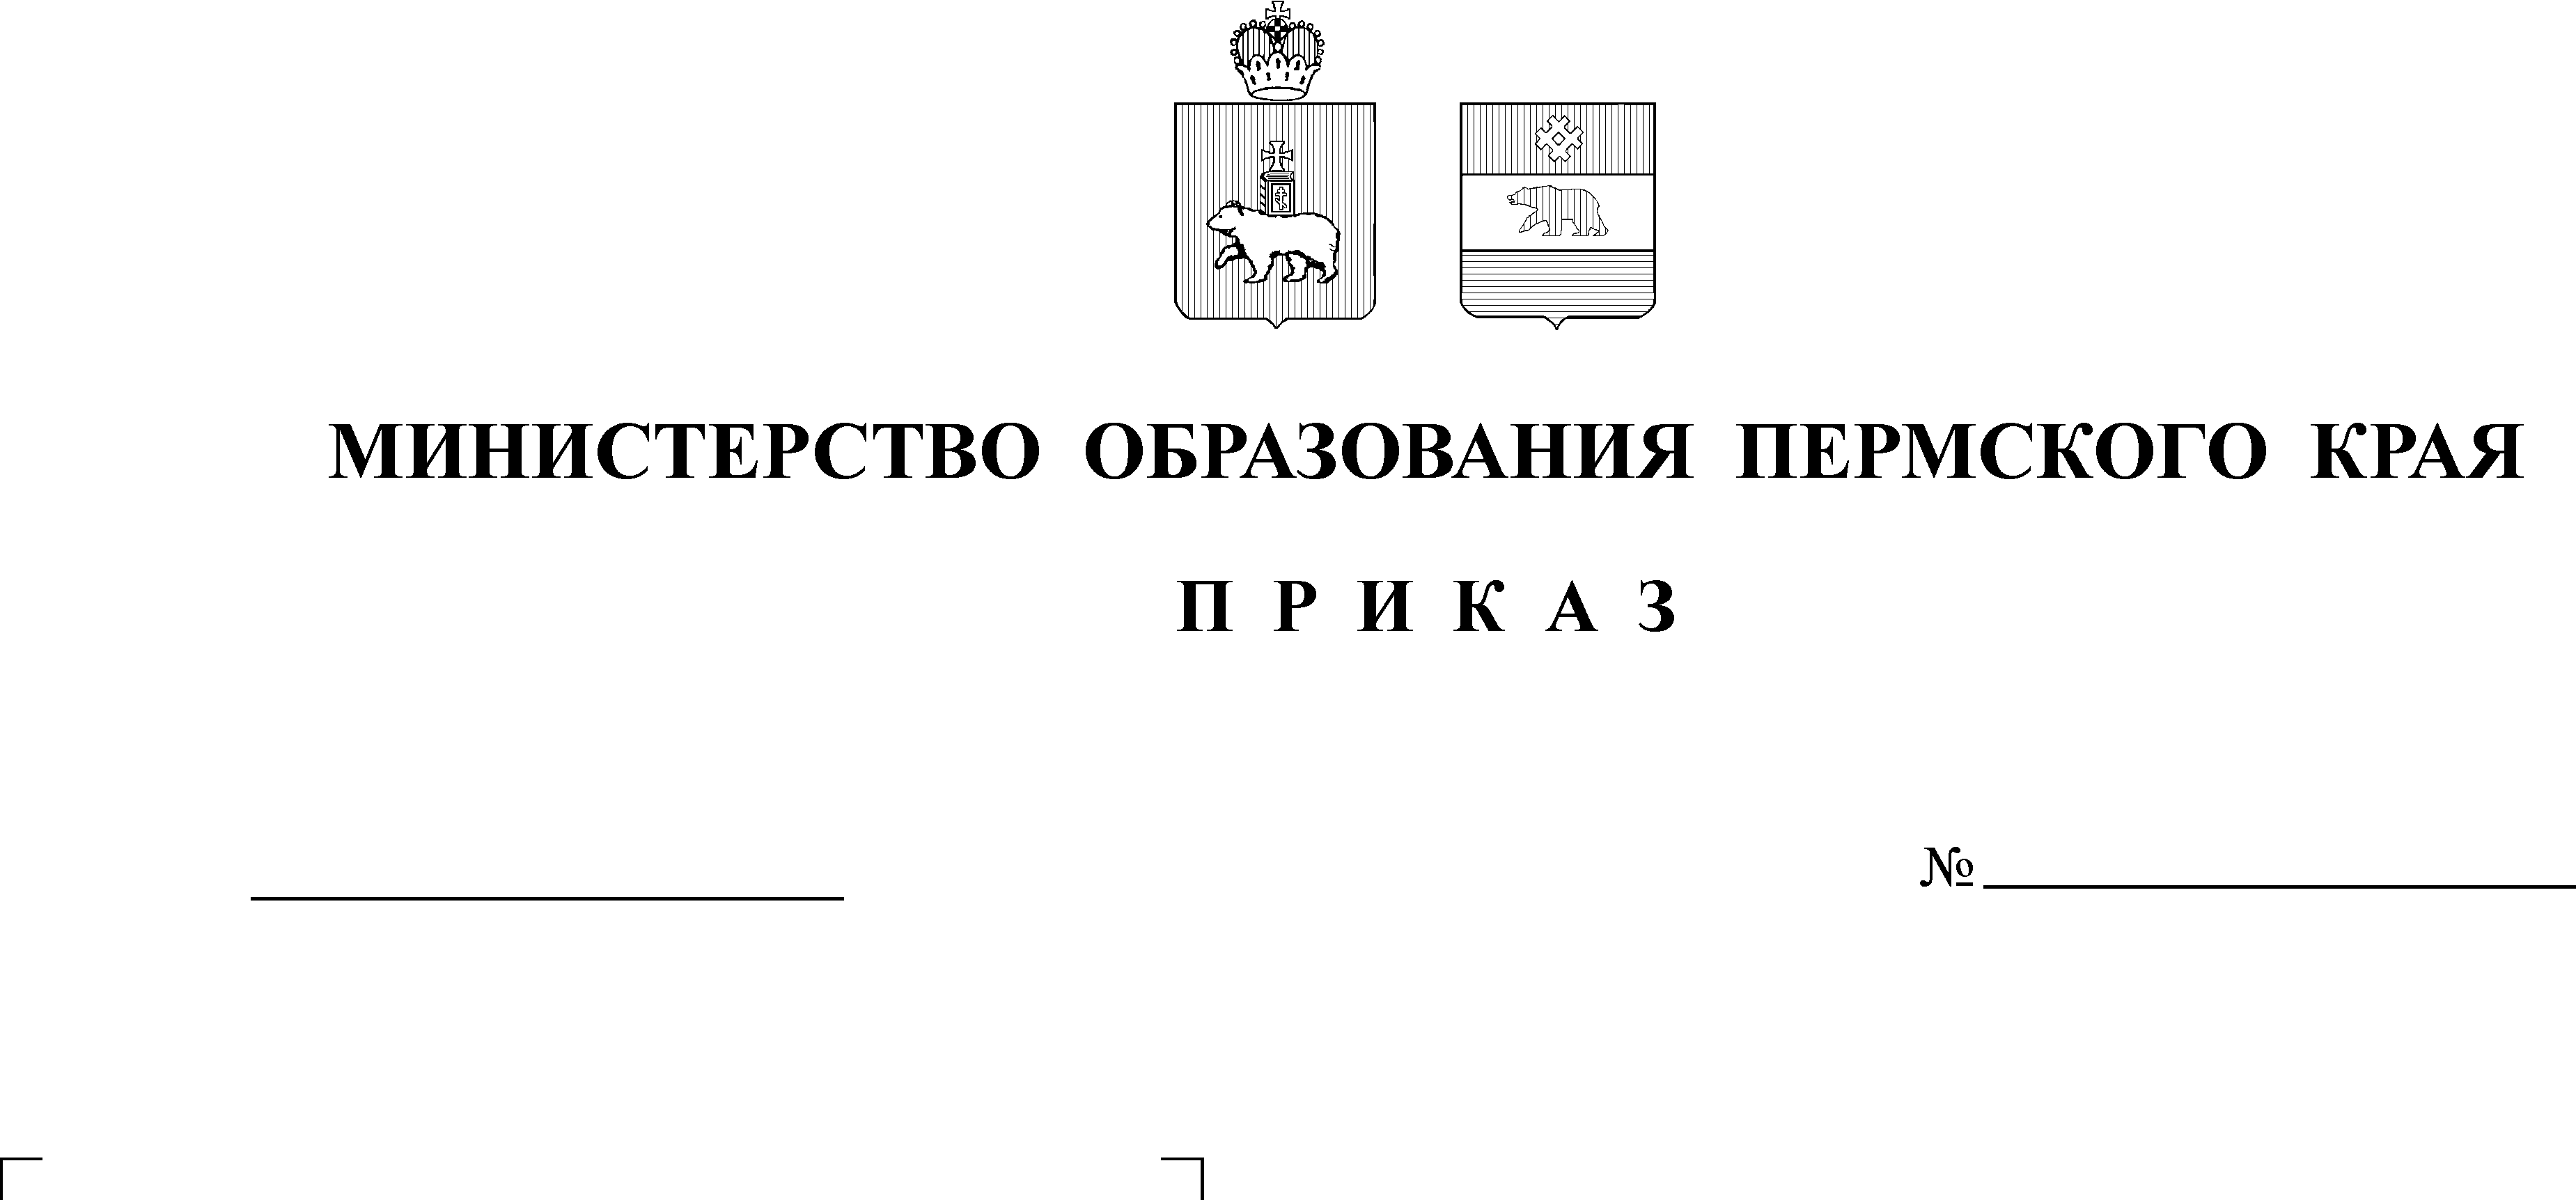 МИНИСТЕРСТВО ОБРАЗОВАНИЯ ПЕРМСКОГО КРАЯ
П Р И К А З
№